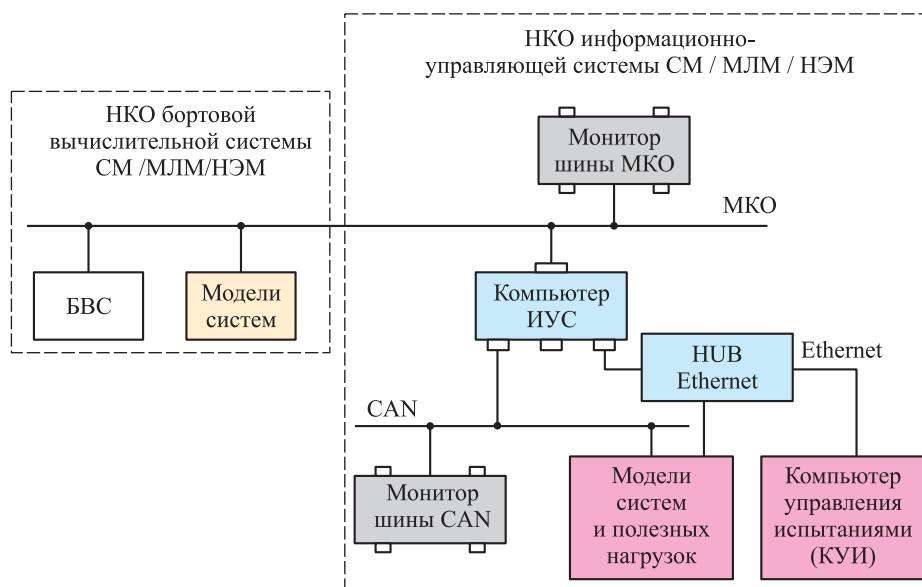 НКО информационно-
управляющей системы СМ / МЛМ / НЭМ
НКО бортовой
вычислительной системы
СМ /МЛМ/НЭМ
Монитор
шины МКО
МКО
БВС
Модели
систем
Компьютер
ИУС
HUB
Ethernet
Ethernet
CAN
Монитор
шины CAN
Модели
систем
и полезных
нагрузок
Компьютер
управления
испытаниями
(КУИ)